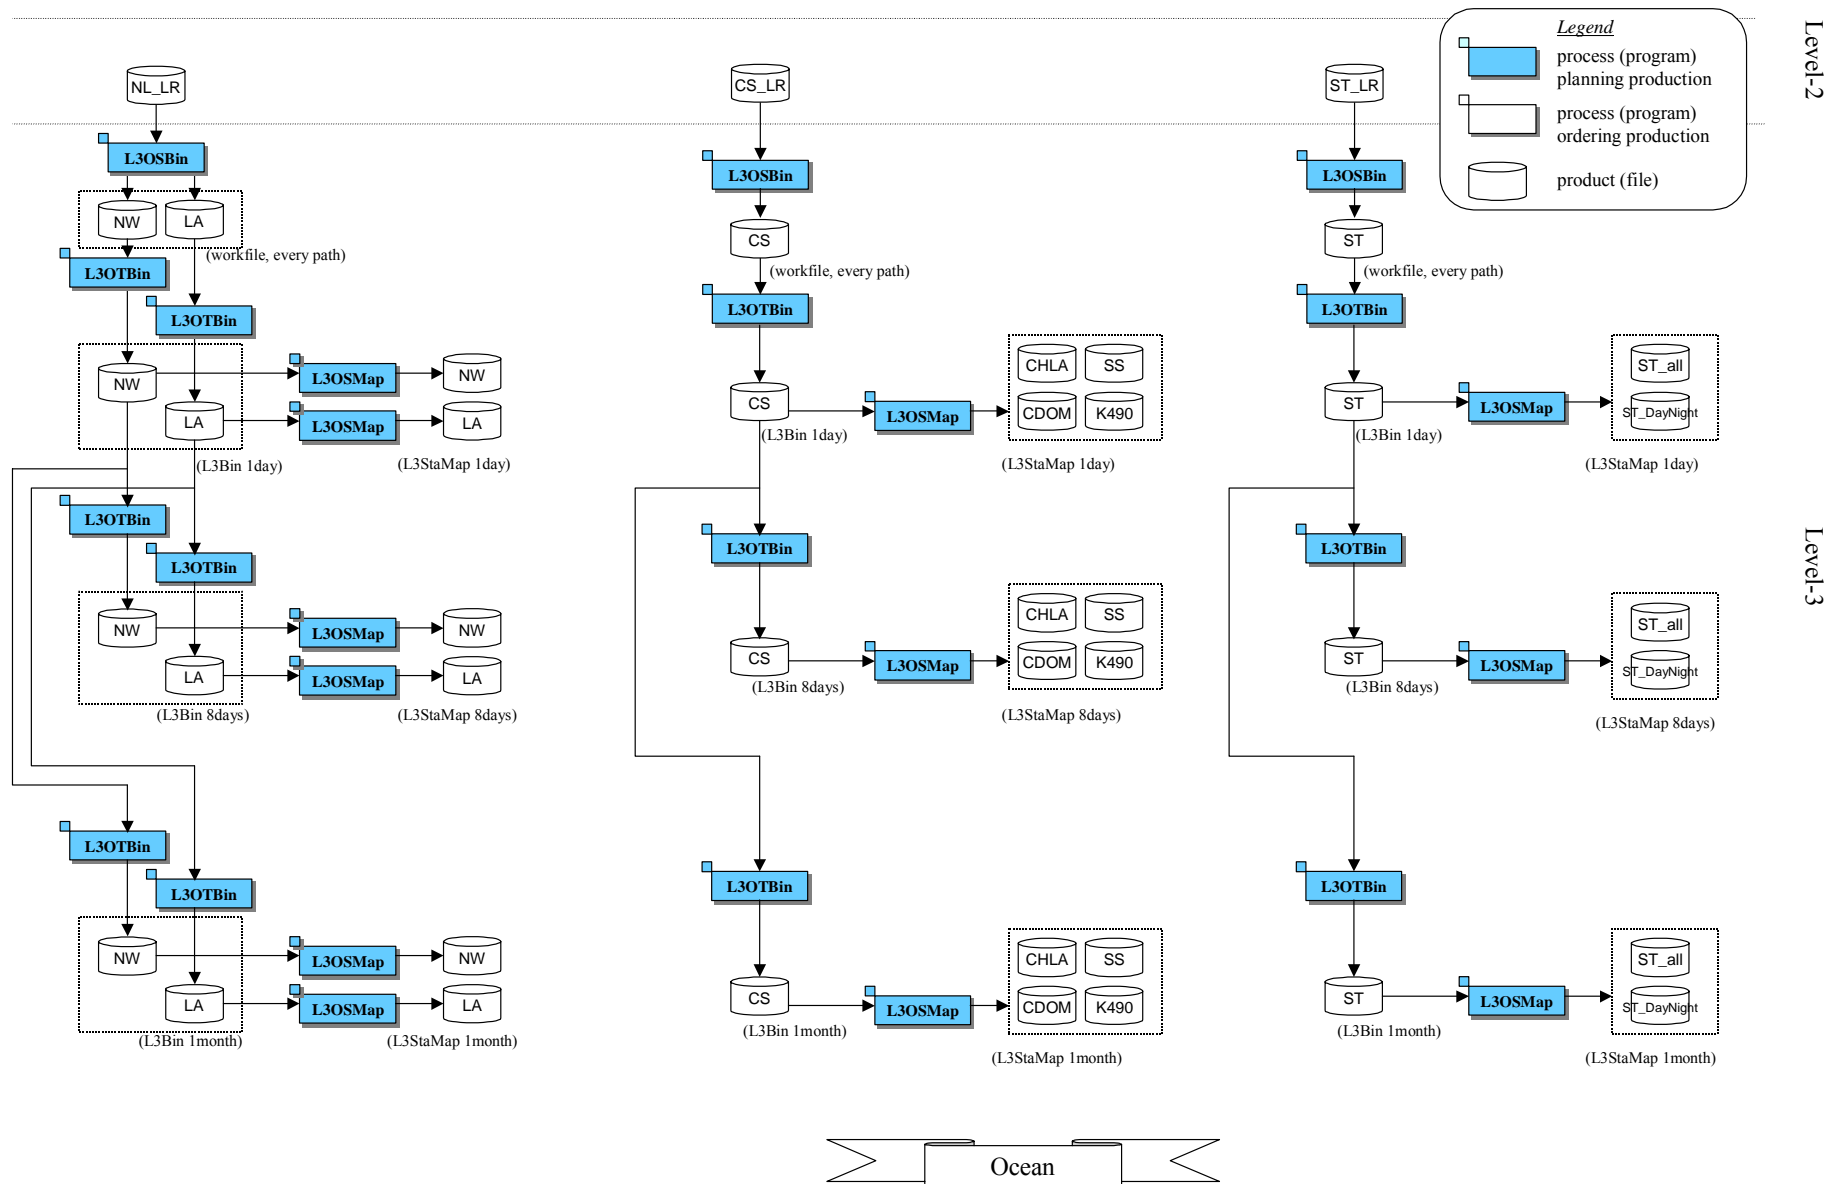 Legend
process (program)
planning production
process (program)
ordering production
product (file)
Level-2
Level-3
NL_LR
L3OSBin
NW
LA
(workfile, every path)
L3OTBin
L3OTBin
NW
LA
(L3Bin 1day)
L3OSMap
L3OSMap
NW
LA
(L3StaMap 1day)
L3OTBin
L3OTBin
NW
LA
(L3Bin 8days)
L3OSMap
L3OSMap
NW
LA
(L3StaMap 8days)
L3OTBin
L3OTBin
NW
LA
(L3Bin 1month)
L3OSMap
L3OSMap
NW
LA
(L3StaMap 1month)
CS_LR
L3OSBin
CS
(workfile, every path)
L3OTBin
CS
(L3Bin 1day)
L3OSMap
CHLA SS
CDOM K490
(L3StaMap 1day)
L3OTBin
CS
(L3Bin 8days)
L3OSMap
CHLA SS
CDOM K490
(L3StaMap 8days)
L3OTBin
CS
(L3Bin 1month)
L3OSMap
CHLA SS
CDOM K490
(L3StaMap 1month)
ST_LR
L3OSBin
ST
(workfile, every path)
L3OTBin
ST
(L3Bin 1day)
L3OSMap
ST_all
ST_DayNight
(L3StaMap 1day)
L3OTBin
ST
(L3Bin 8days)
L3OSMap
ST_all
ST_DayNight
(L3StaMap 8days)
L3OTBin
ST
(L3Bin 1month)
L3OSMap
ST_all
ST_DayNight
(L3StaMap 1month)
Ocean